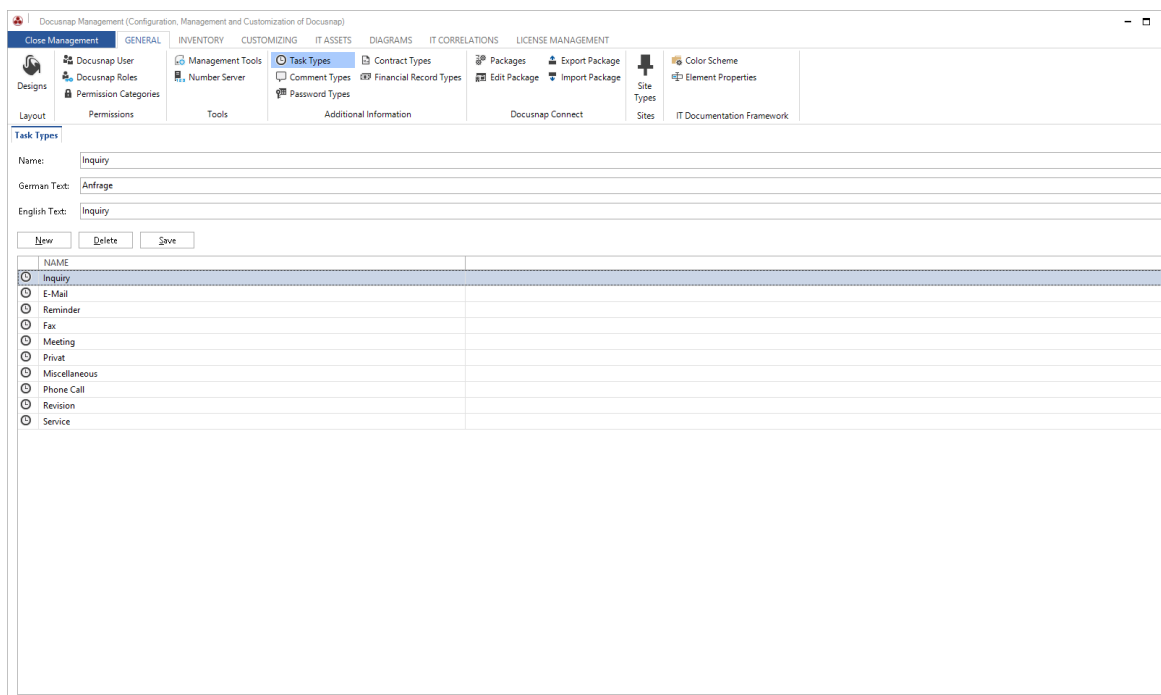 Docusnap Management (Configuration, Management and Customization of Docusnap)
Close Management GENERAL INVENTORY CUSTOMIZING IT ASSETS DIAGRAMS IT CORRELATIONS LICENSE MANAGEMENT
Designs
Layout
Docusnap User
Docusnap Roles
Permission Categories
Permissions
Management Tools
Number Server
Tools
Task Types Contract Types
Comment Types Financial Record Types
Password Types
Additional Information
Packages Export Package
Edit Package Import Package
Docusnap Connect
Site
Types
Sites
Color Scheme
Element Properties
IT Documentation Framework
Task Types
Name: Inquiry
German Text: Anfrage
English Text: Inquiry
New Delete Save
NAME
Inquiry
E-Mail
Reminder
Fax
Meeting
Privat
Miscellaneous
Phone Call
Revision
Service